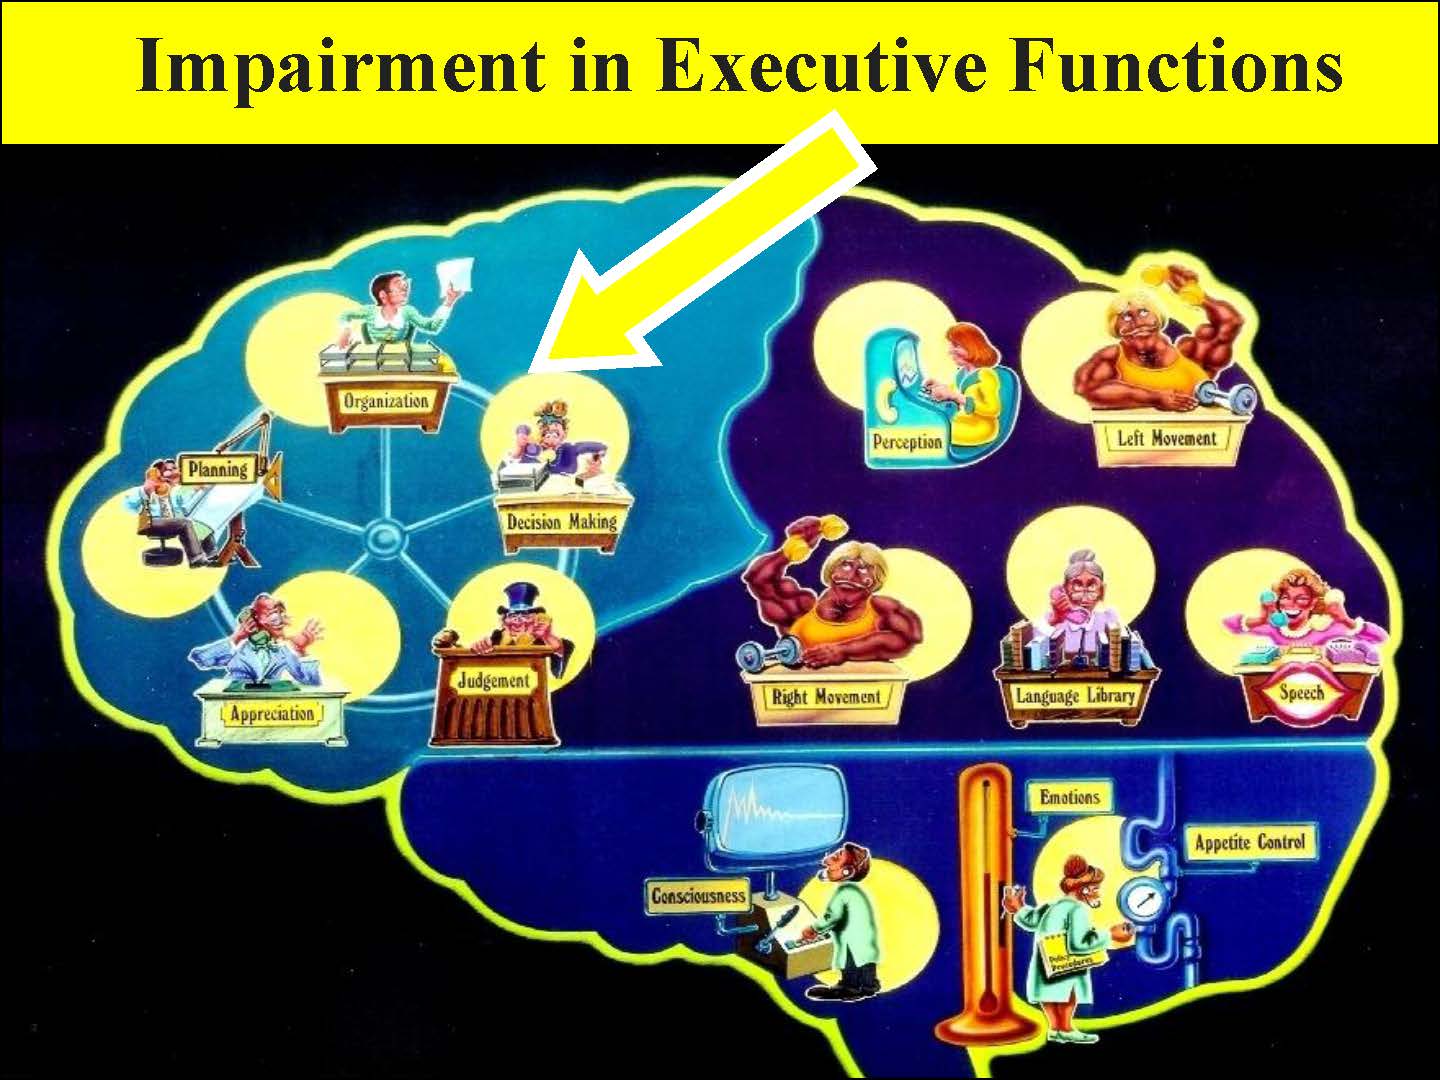 Impairment in Executive Functions
Organization
Planning
Decision Making
Appreciation
Judgement
Perception
Left Movement
Right Movement
Language Library
Speech
Consciousness
Emotions
Appetite Control
Policy
Procedures